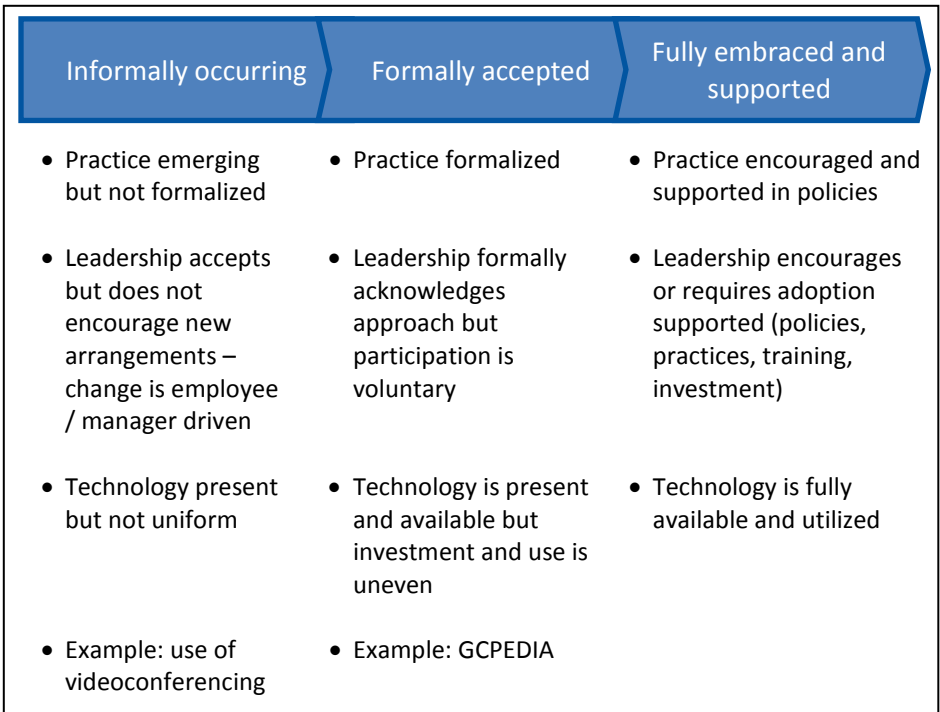 Informally occurring
Formally accepted
Fully embraced and
supported
• Practice emerging
but not formalized
• Leadership accepts
but does not
encourage new
arrangements –
change is employee
/ manager driven
• Technology present
but not uniform
• Example: use of
videoconferencing
• Practice formalized
• Leadership formally
acknowledges
approach but
participation is
voluntary
• Technology is present
and available but
investment and use is
uneven
• Example: GCPEDIA
• Practice encouraged and
supported in policies
• Leadership encourages
or requires adoption
supported (policies,
practices, training,
investment)
• Technology is fully
available and utilized